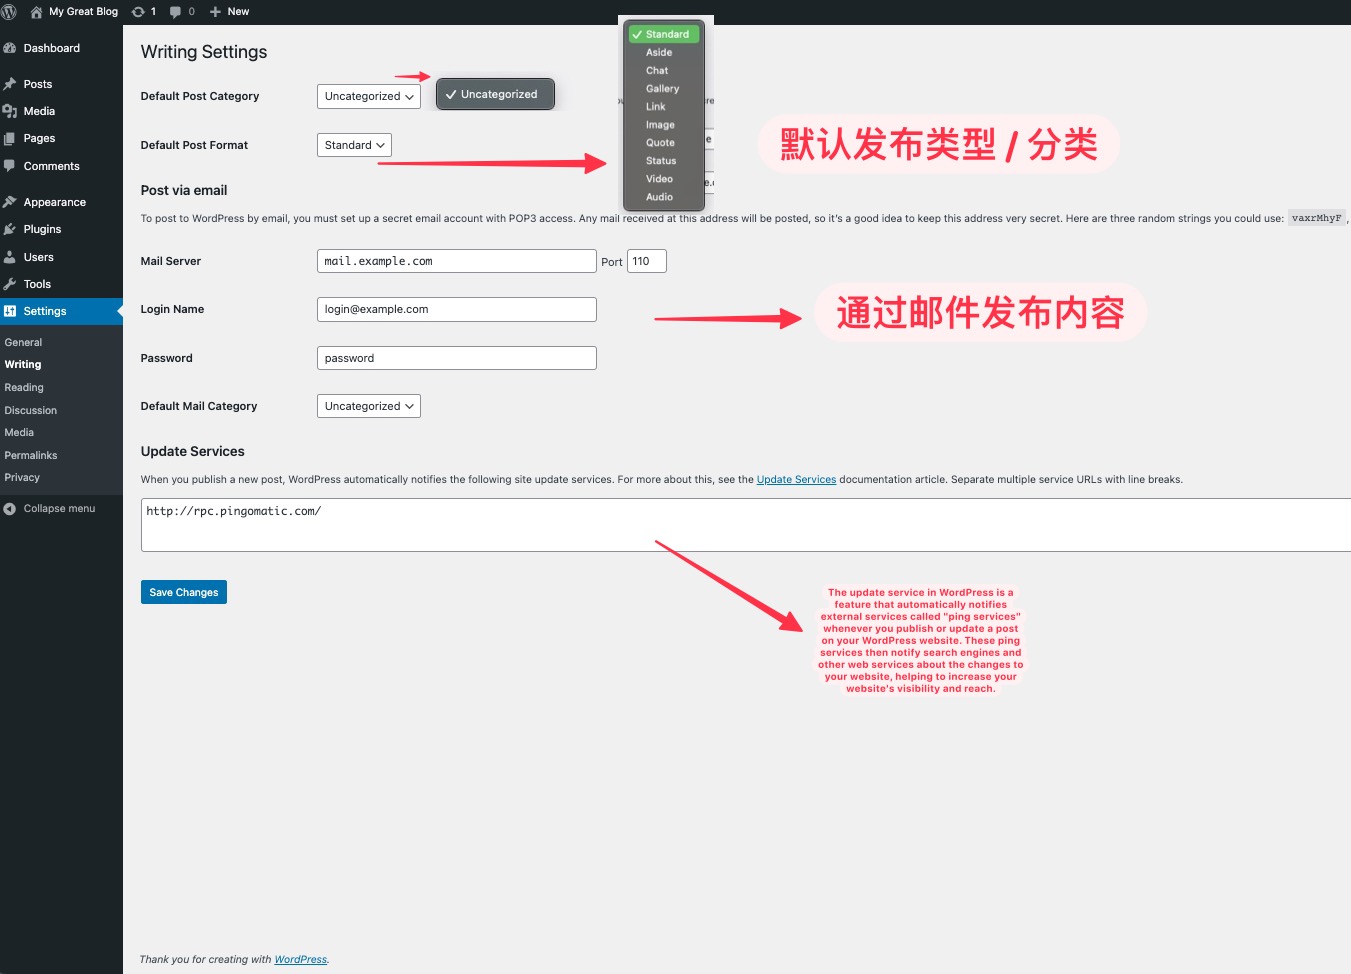 My Great Blog 1 0 New
Dashboard
Posts
Media
Pages
Comments
Appearance
Plugins
Users
Tools
Settings
General
Writing
Reading
Discussion
Media
Permalinks
Privacy
Collapse menu
Writing Settings
Default Post Category Uncategorized Uncategorized
Default Post Format Standard
Standard
Aside
Chat
Gallery
Link
Image
Quote
Status
Video
Audio
默认发布类型 / 分类
Post via email
To post to WordPress by email, you must set up a secret email account with POP3 access. Any mail received at this address will be posted, so it's a good idea to keep this address very secret. Here are three random strings you could use: vaxrMhyF ,
Mail Server mail.example.com Port 110
Login Name login@example.com
通过邮件发布内容
Password password
Default Mail Category Uncategorized
Update Services
When you publish a new post, WordPress automatically notifies the following site update services. For more about this, see the Update Services documentation article. Separate multiple service URLs with line breaks.
http://rpc.pingomatic.com/
Save Changes
The update service in WordPress is a
feature that automatically notifies
external services called "ping services"
whenever you publish or update a post
on your WordPress website. These ping
services then notify search engines and
other web services about the changes to
your website, helping to increase your
website's visibility and reach.
Thank you for creating with WordPress.